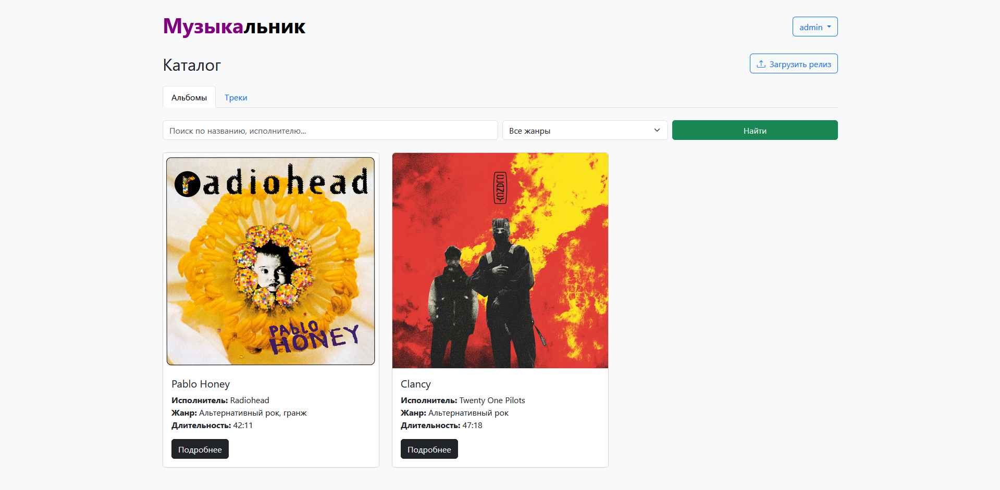 Музыкальник
admin
Каталог
Загрузить релиз
Альбомы Треки
Поиск по названию, исполнителю...
Все жанры
Найти
radiohead
PABLO
HONEY
Pablo Honey
Исполнитель: Radiohead
Жанр: Альтернативный рок, гранж
Длительность: 42:11
Подробнее
Clancy
Исполнитель: Twenty One Pilots
Жанр: Альтернативный рок
Длительность: 47:18
Подробнее